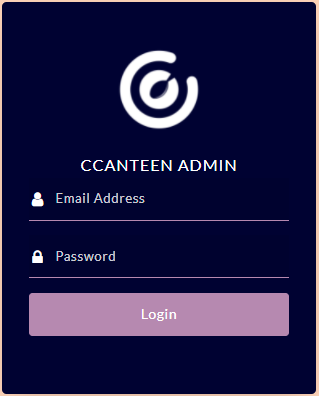 CCANTEEN ADMIN
Email Address
Password
Login